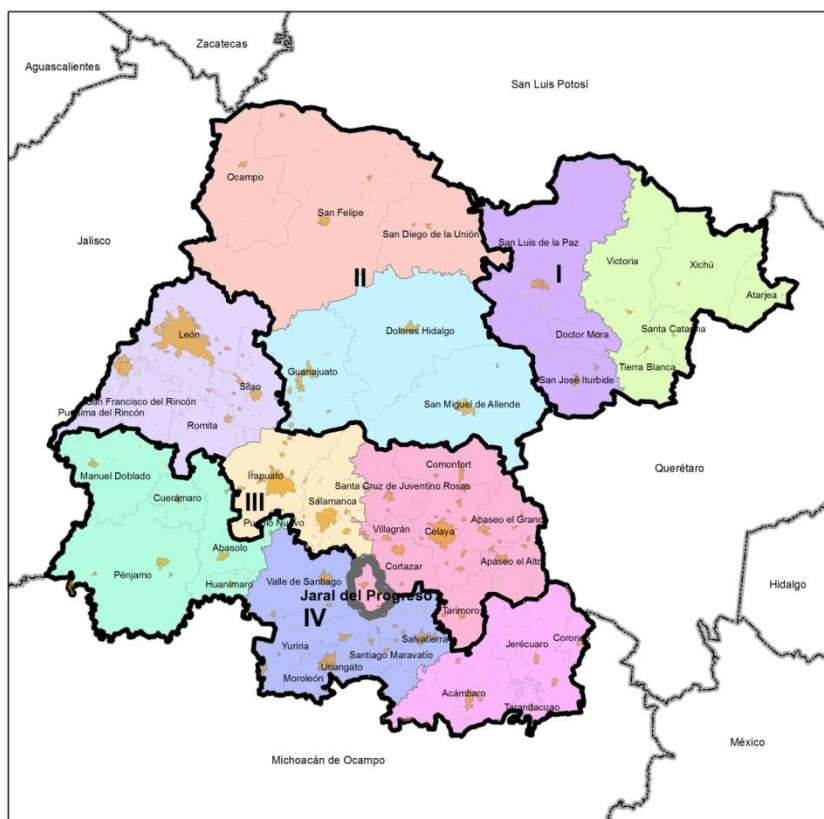 Zacatecas
Aguascalientes
San Luis Potosí
Ocampo
San Felipe
San Diego de la Unión
Jalisco
San Luis de la Paz
Victoria
Xichú
I
II
Atarjea
León
Dolores Hidalgo
Doctor Mora
Santa Catarina
Guanajuato
Tierra Blanca
Silao
San José Iturbide
San Francisco del Rincón
San Miguel de Allende
Purísima del Rincón
Romita
Manuel Doblado
Irapuato
Comonfort
Querétaro
Cuerámaro
III
Salamanca
Santa Cruz de Juventino Rosas
Pueblo Nuevo
Villagrán
Celaya
Apaseo el Grande
Abasolo
Cortazar
Apaseo el Alto
Pénjamo
Huanímaro
Valle de Santiago
Hidalgo
Jaral del Progreso
IV
Tarimoro
Salvatierra
Jerécuaro
Coroneo
Yuriria
Santiago Maravatío
Uriangato
Moroleón
Acámbaro
Tarandacuao
México
Michoacán de Ocampo